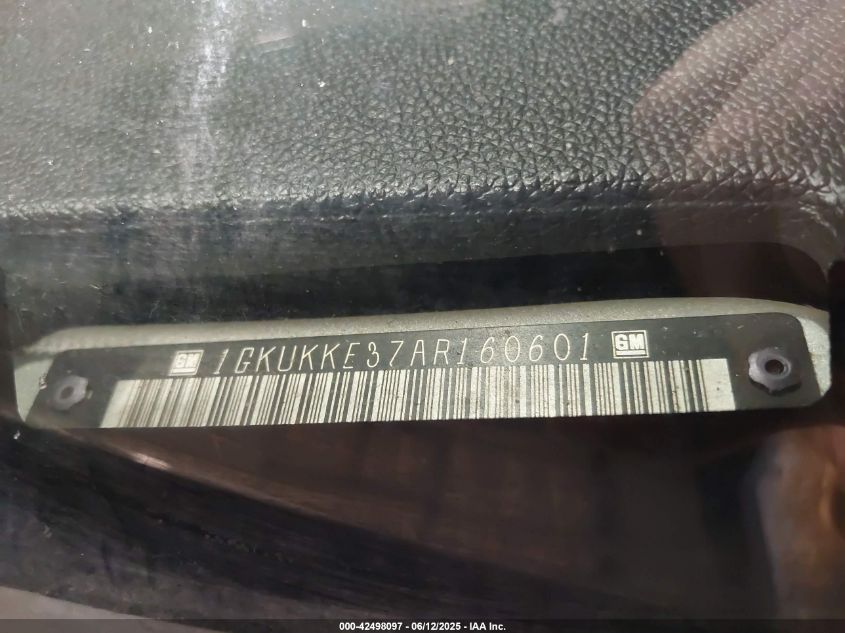 GM 1GKUKKE37AR160601 GM
000-42498097 - 06/12/2025 - IAA Inc.